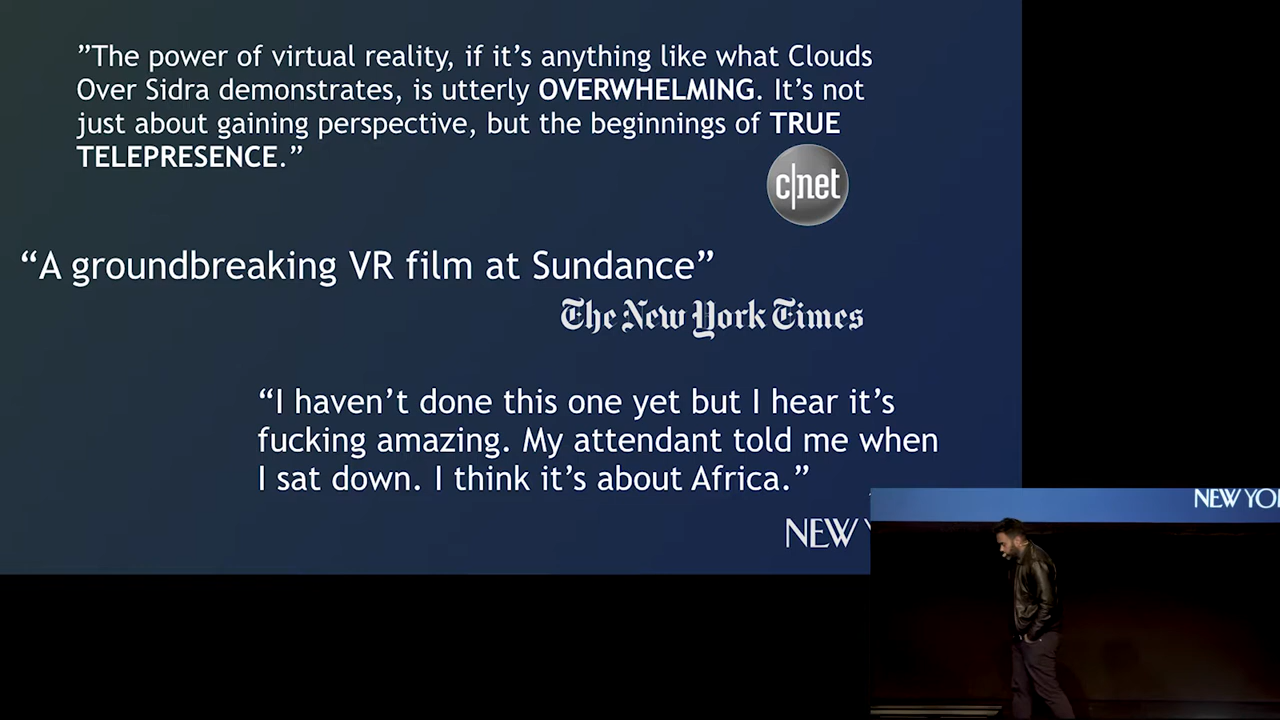 ”The power of virtual reality, if it’s anything like what Clouds
Over Sidra demonstrates, is utterly OVERWHELMING. It’s not
just about gaining perspective, but the beginnings of TRUE
TELEPRESENCE.”
c|net
“A groundbreaking VR film at Sundance”
The New York Times
“I haven’t done this one yet but I hear it’s
fucking amazing. My attendant told me when
I sat down. I think it’s about Africa.”
NEW
NEW YO